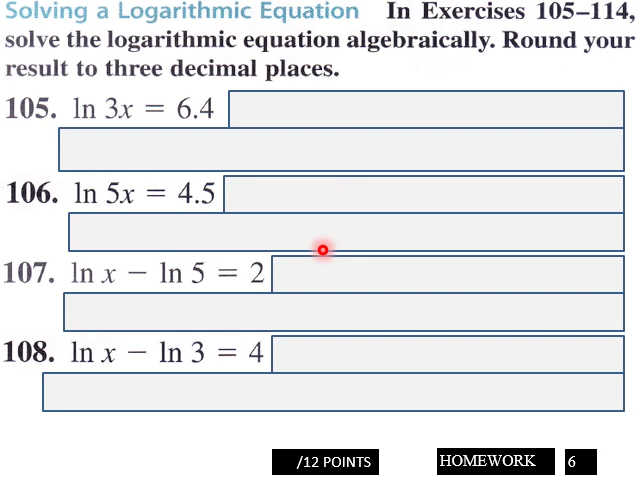 Solving a Logarithmic Equation In Exercises 105–114,
solve the logarithmic equation algebraically. Round your
result to three decimal places.
105. ln 3x = 6.4
106. ln 5x = 4.5
107. ln x − ln 5 = 2
108. ln x − ln 3 = 4
/12 POINTS HOMEWORK 6